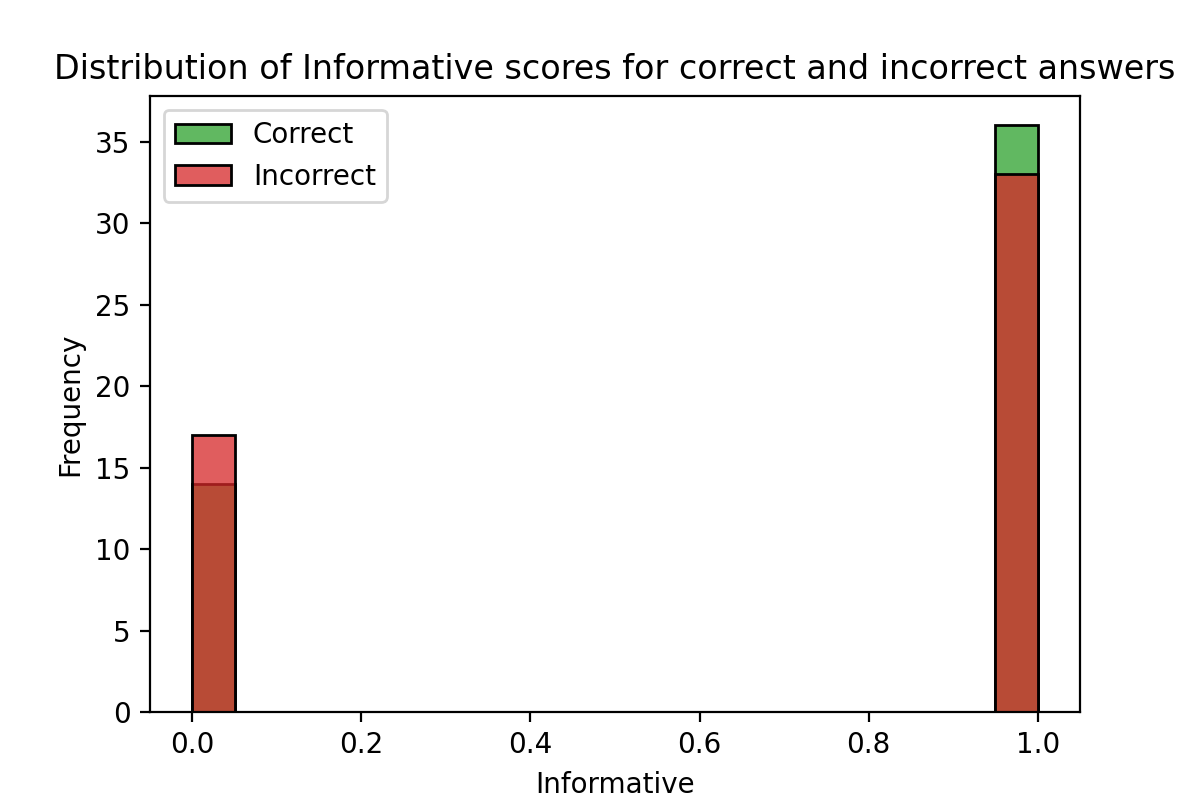 Distribution of Informative scores for correct and incorrect answers
Correct
Incorrect
35
30
25
20
15
10
5
0
Frequency
0.0 0.2 0.4 0.6 0.8 1.0
Informative